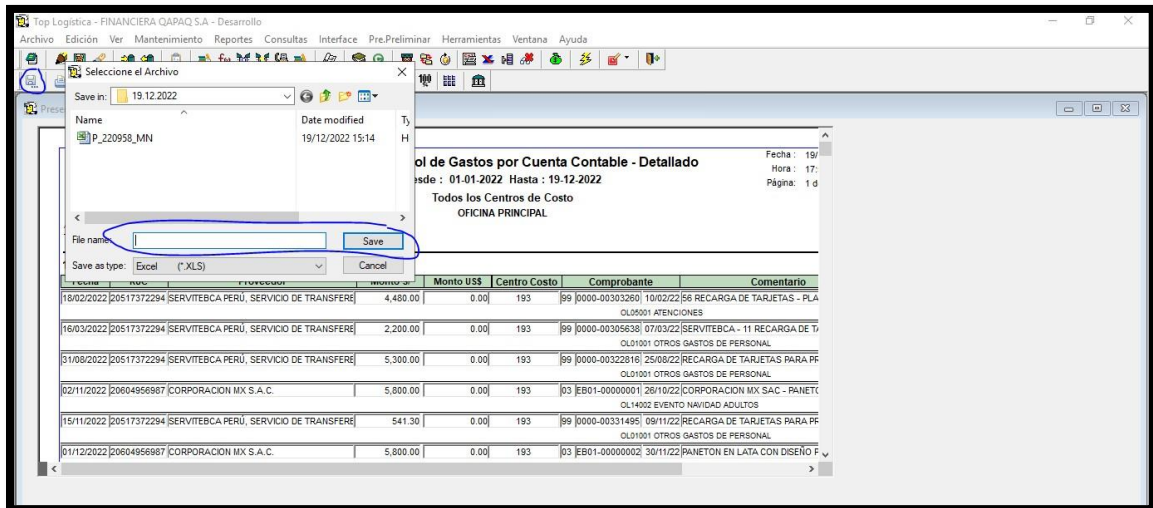 Top Logística - FINANCIERA QAPAQ S.A - Desarrollo
Archivo Edición Ver Mantenimiento Reportes Consultas Interface Pre.Preliminar Herramientas Ventana Ayuda
Seleccione el Archivo
Save in: 19.12.2022
Name Date modified
P_220958_MN 19/12/2022 15:14 H
File name: Save
Save as type: Excel (*.XLS) Cancel
ol de Gastos por Cuenta Contable - Detallado
Fecha : 19/
esde : 01-01-2022 Hasta : 19-12-2022
Hora : 17:
Todos los Centros de Costo
Página: 1 d
OFICINA PRINCIPAL
Fecha RUC Proveedor Monto S/ Monto US$ Centro Costo Comprobante Comentario
18/02/2022 20517372294 SERVITEBCA PERÚ, SERVICIO DE TRANSFERE 4,480.00 0.00 193 99 0000-00303260 10/02/22 56 RECARGA DE TARJETAS - PLA
OL05001 ATENCIONES
16/03/2022 20517372294 SERVITEBCA PERÚ, SERVICIO DE TRANSFERE 2,200.00 0.00 193 99 0000-00305638 07/03/22 SERVITEBCA - 11 RECARGA DE TA
OL01001 OTROS GASTOS DE PERSONAL
31/08/2022 20517372294 SERVITEBCA PERÚ, SERVICIO DE TRANSFERE 5,300.00 0.00 193 99 0000-00322816 25/08/22 RECARGA DE TARJETAS PARA PR
OL01001 OTROS GASTOS DE PERSONAL
02/11/2022 20604956987 CORPORACION MX S.A.C. 5,800.00 0.00 193 03 EB01-00000001 26/10/22 CORPORACION MX SAC - PANETO
OL14002 EVENTO NAVIDAD ADULTOS
15/11/2022 20517372294 SERVITEBCA PERÚ, SERVICIO DE TRANSFERE 541.30 0.00 193 99 0000-00331495 09/11/22 RECARGA DE TARJETAS PARA PR
OL01001 OTROS GASTOS DE PERSONAL
01/12/2022 20604956987 CORPORACION MX S.A.C. 5,800.00 0.00 193 03 EB01-00000002 30/11/22 PANETON EN LATA CON DISEÑO P